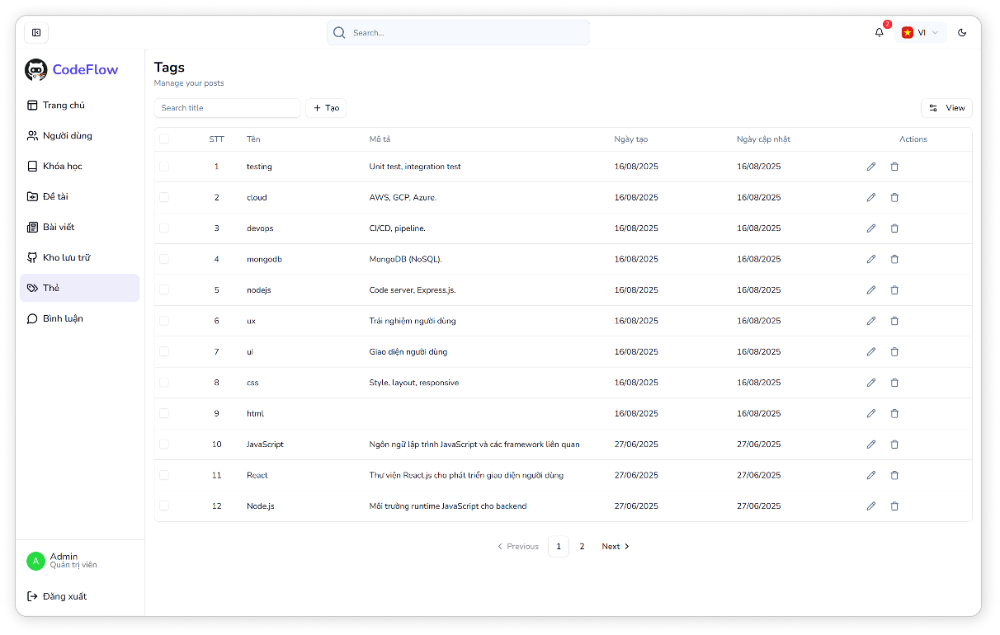 Search...
2
VI
CodeFlow
Trang chủ
Người dùng
Khóa học
Đề tài
Bài viết
Kho lưu trữ
Thẻ
Bình luận
A
Admin
Quản trị viên
Đăng xuất
Tags
Manage your posts
Search title
+ Tạo
View
STT Tên Mô tả Ngày tạo Ngày cập nhật Actions
1 testing Unit test, integration test 16/08/2025 16/08/2025
2 cloud AWS, GCP, Azure. 16/08/2025 16/08/2025
3 devops CI/CD, pipeline. 16/08/2025 16/08/2025
4 mongodb MongoDB (NoSQL). 16/08/2025 16/08/2025
5 nodejs Code server, Express.js. 16/08/2025 16/08/2025
6 ux Trải nghiệm người dùng 16/08/2025 16/08/2025
7 ui Giao diện người dùng 16/08/2025 16/08/2025
8 css Style, layout, responsive 16/08/2025 16/08/2025
9 html 16/08/2025 16/08/2025
10 JavaScript Ngôn ngữ lập trình JavaScript và các framework liên quan 27/06/2025 27/06/2025
11 React Thư viện React.js cho phát triển giao diện người dùng 27/06/2025 27/06/2025
12 Node.js Môi trường runtime JavaScript cho backend 27/06/2025 27/06/2025
Previous 1 2 Next